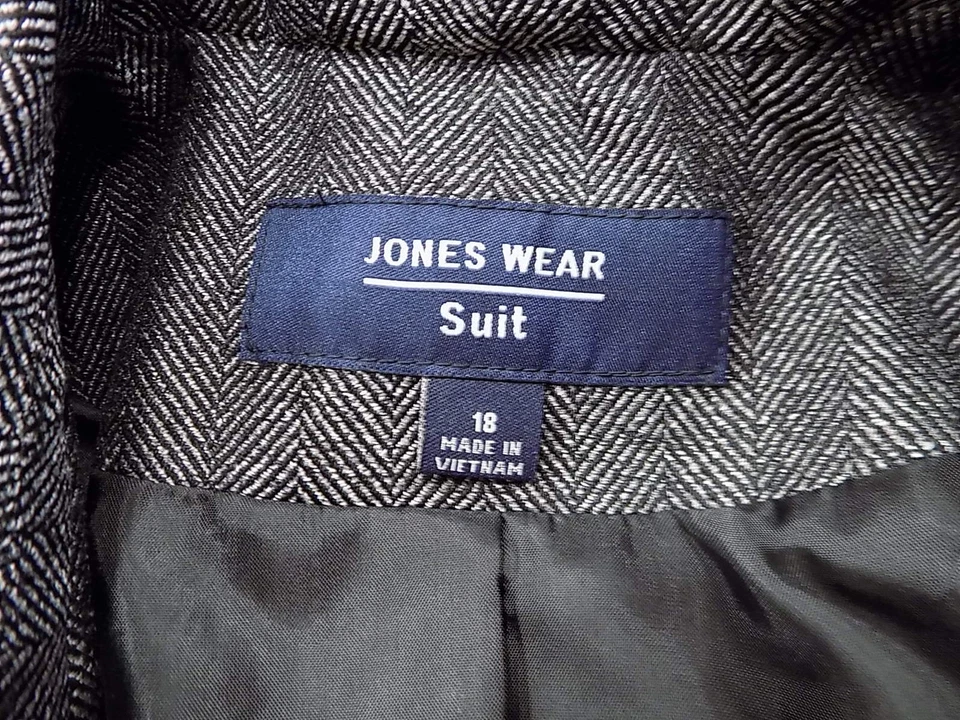 JONES WEAR
Suit
18
MADE IN
VIETNAM